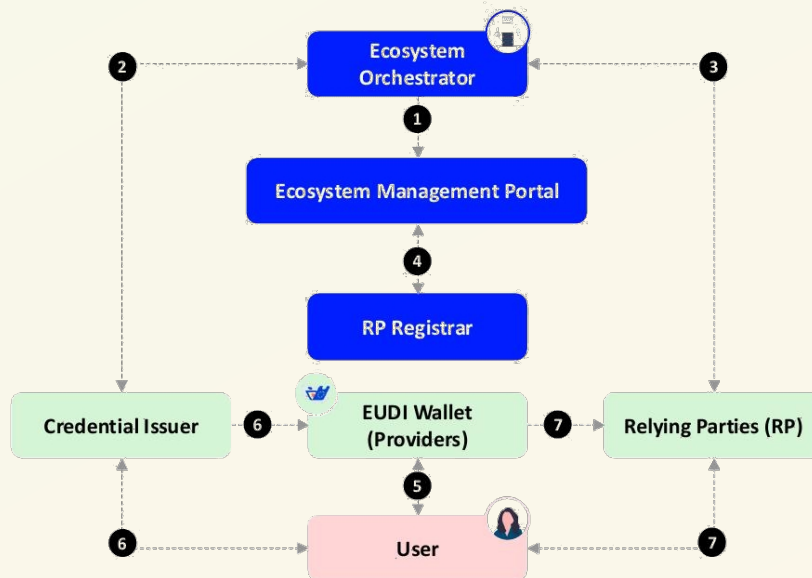 2
Ecosystem
Orchestrator
3
1
Ecosystem Management Portal
4
RP Registrar
Credential Issuer
6
EUDI Wallet
(Providers)
7
Relying Parties (RP)
5
6
User
7